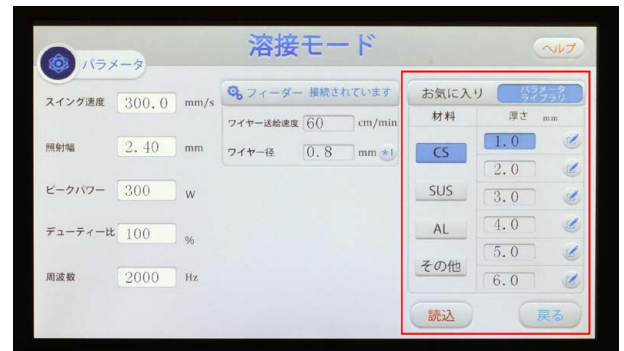 溶接モード
ヘルプ
パラメータ
スイング速度 300.0 mm/s
照射幅 2.40 mm
ピークパワー 300 W
デューティー比 100 %
周波数 2000 Hz
フィーダー 接続されています
ワイヤー送給速度 60 cm/min
ワイヤー径 0.8 mm ★1
お気に入り
パラメータ
ライブラリ
材料 厚さ mm
CS
SUS
AL
その他
1.0
2.0
3.0
4.0
5.0
6.0
読込
戻る